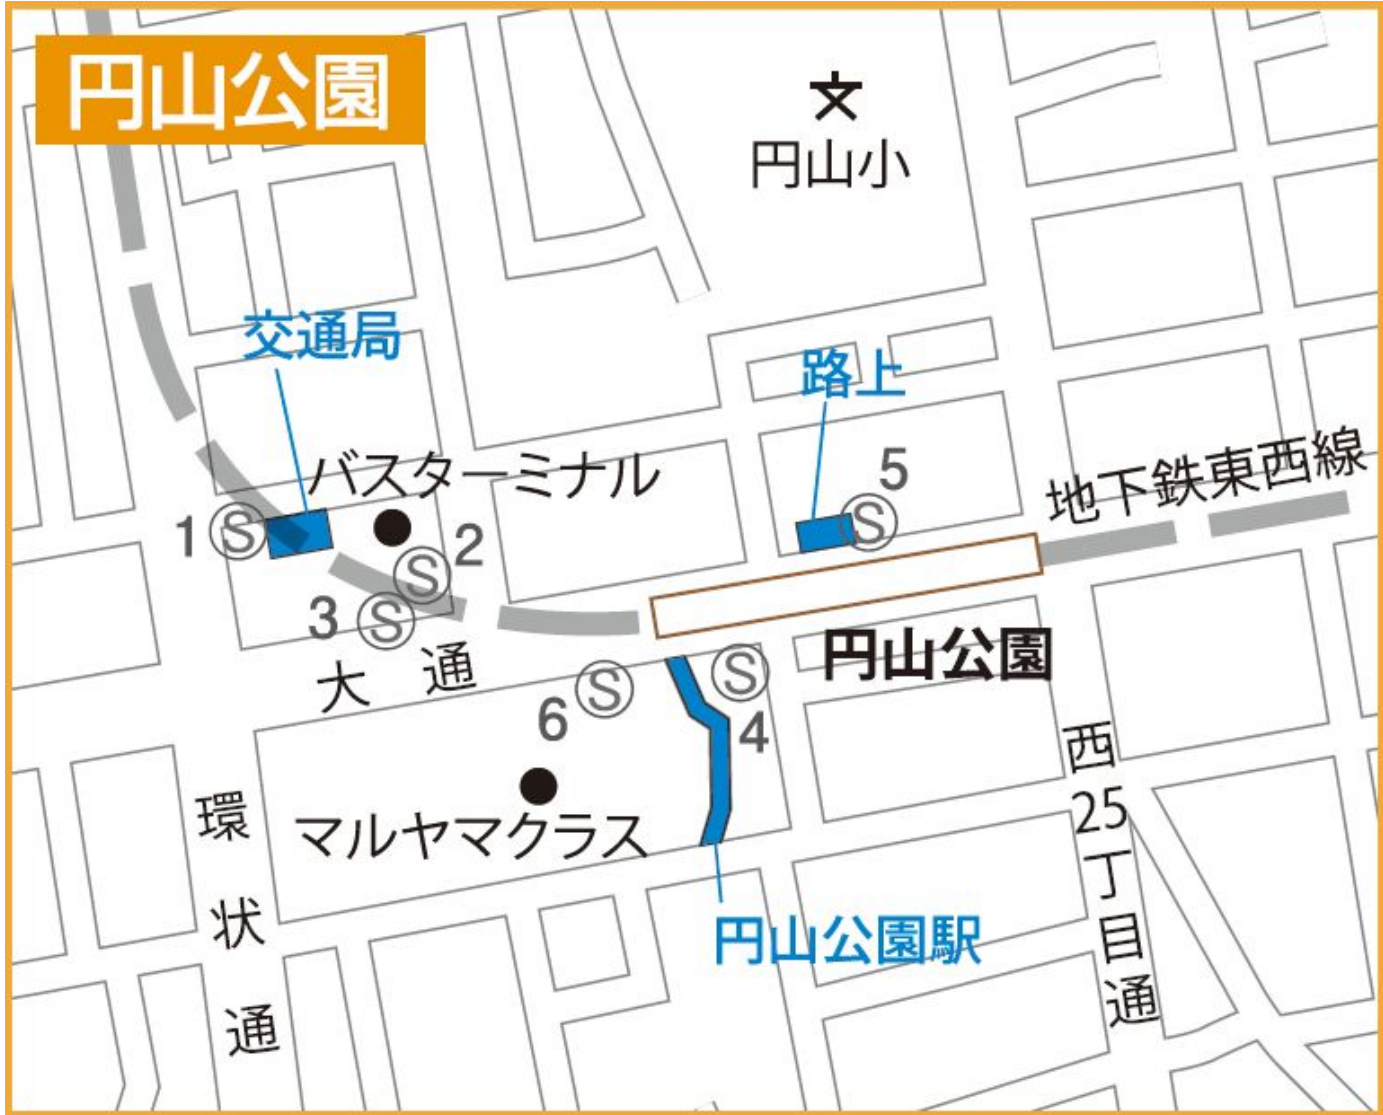 円山公園
文
円山小
交通局
路上
バスターミナル
5
地下鉄東西線
1 Ⓢ
Ⓢ 2
3 Ⓢ
Ⓢ
大通
円山公園
6 Ⓢ
Ⓢ 4
マルヤマクラス
西25丁目通
環状通
円山公園駅